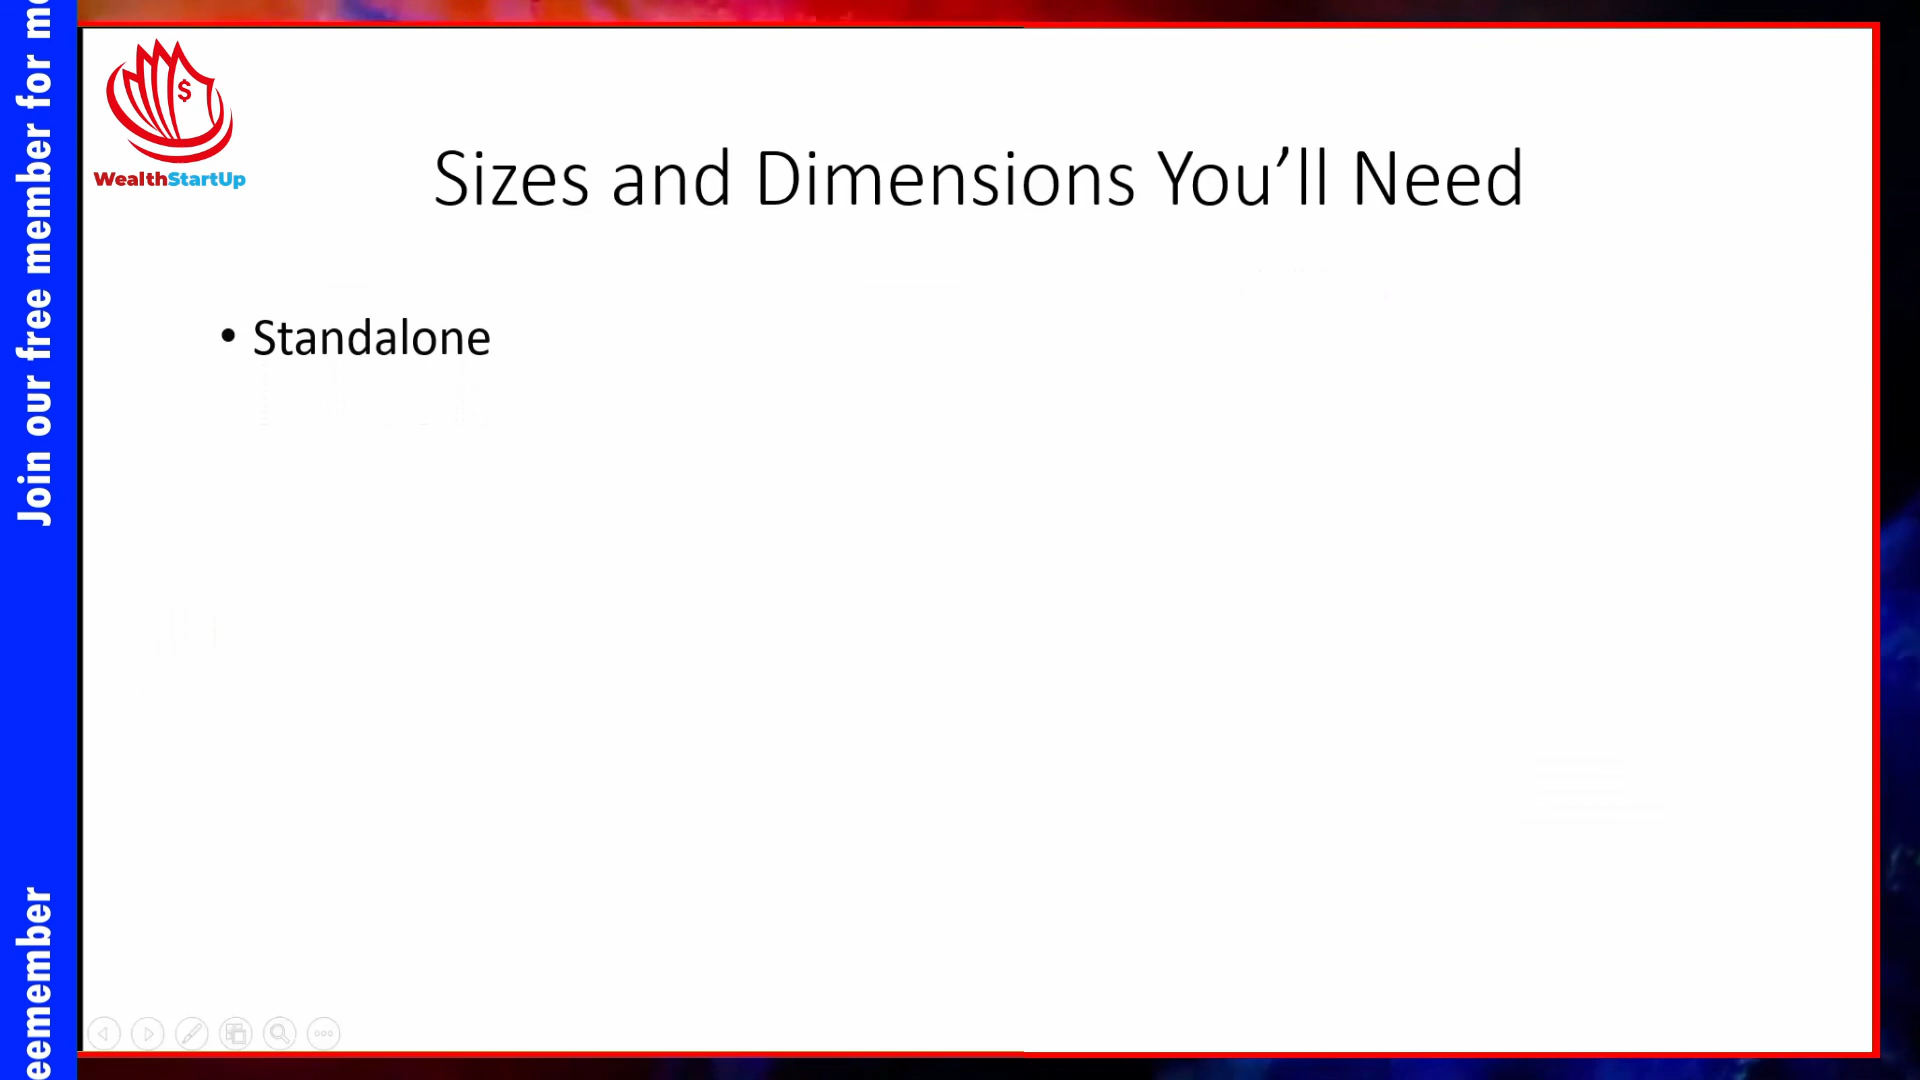 Join our free member for m
eemember
$
WealthStartUp
Sizes and Dimensions You’ll Need
• Standalone